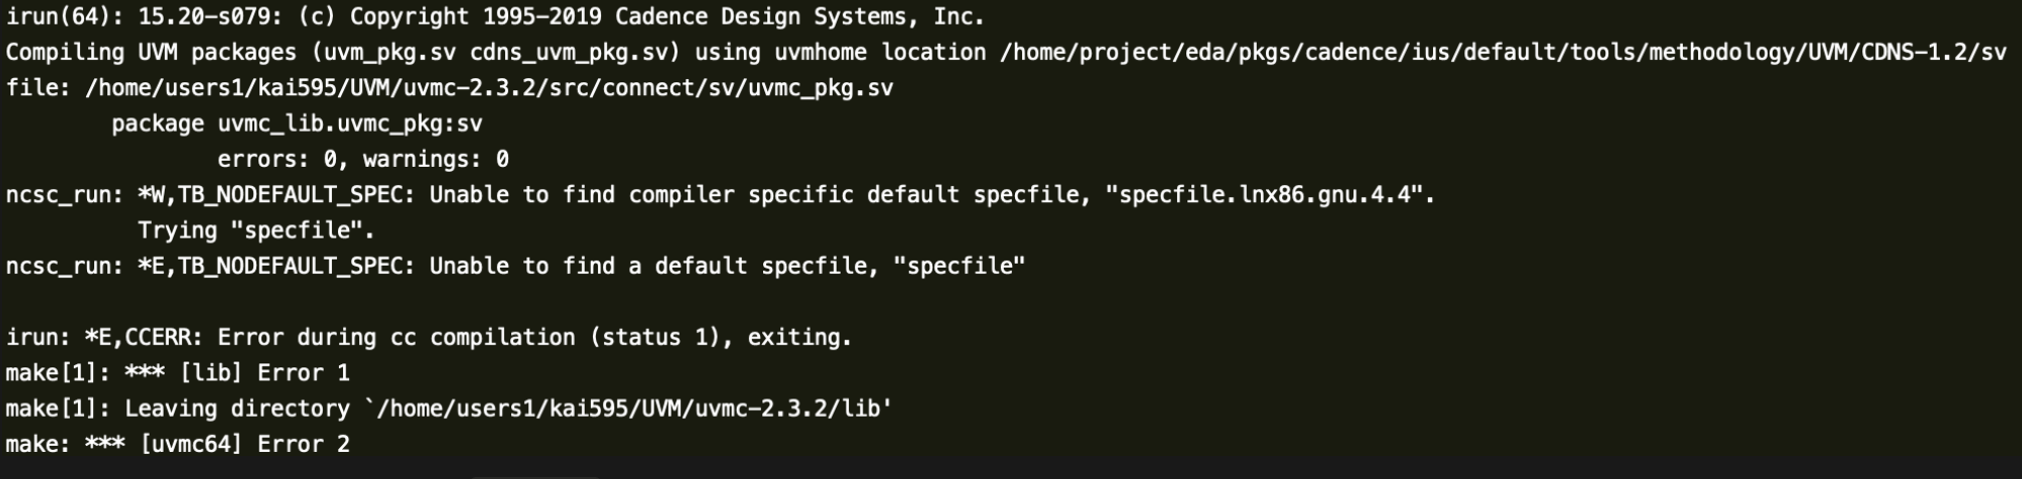 irun(64): 15.20-s079: (c) Copyright 1995-2019 Cadence Design Systems, Inc.
Compiling UVM packages (uvm_pkg.sv cdns_uvm_pkg.sv) using uvmhome location /home/project/eda/pkgs/cadence/ius/default/tools/methodology/UVM/CDNS-1.2/sv
file: /home/users1/kai595/UVM/uvmc-2.3.2/src/connect/sv/uvmc_pkg.sv
        package uvmc_lib.uvmc_pkg:sv
                errors: 0, warnings: 0
ncsc_run: *W,TB_NODEFAULT_SPEC: Unable to find compiler specific default specfile, "specfile.lnx86.gnu.4.4".
          Trying "specfile".
ncsc_run: *E,TB_NODEFAULT_SPEC: Unable to find a default specfile, "specfile"
irun: *E,CCERR: Error during cc compilation (status 1), exiting.
make[1]: *** [lib] Error 1
make[1]: Leaving directory `/home/users1/kai595/UVM/uvmc-2.3.2/lib'
make: *** [uvmc64] Error 2